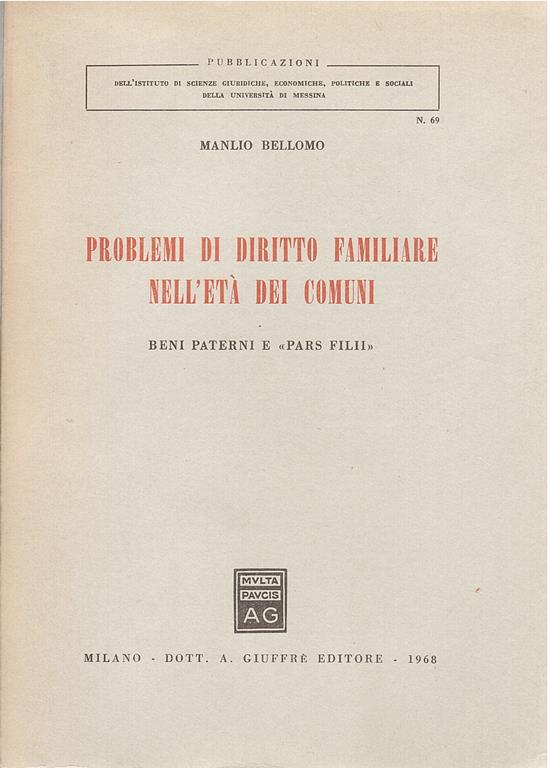 PUBBLICAZIONI
DELL'ISTITUTO DI SCIENZE GIURIDICHE, ECONOMICHE, POLITICHE E SOCIALI
DELLA UNIVERSITÀ DI MESSINA
N. 69
MANLIO BELLOMO
PROBLEMI DI DIRITTO FAMILIARE
NELL'ETÀ DEI COMUNI
BENI PATERNI E «PARS FILII»
MVLTA
PAVCIS
AG
MILANO - DOTT. A. GIUFFRÈ EDITORE - 1968